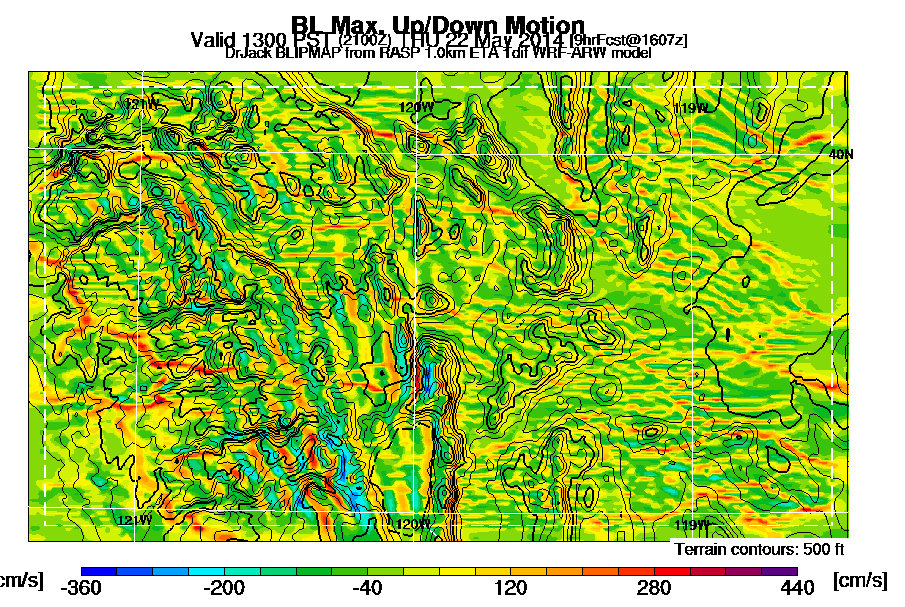 BL Max. Up/Down Motion
Valid 1300 PST (2100Z) THU 22 May 2014 [9hrFcst@1607z]
DrJack BLIPMAP from RASP 1.0km ETA 1dif WRF-ARW model
121W 120W 119W
40N
121W 120W 119W
Terrain contours: 500 ft
cm/s] -360 -200 -40 120 280 440 [cm/s]